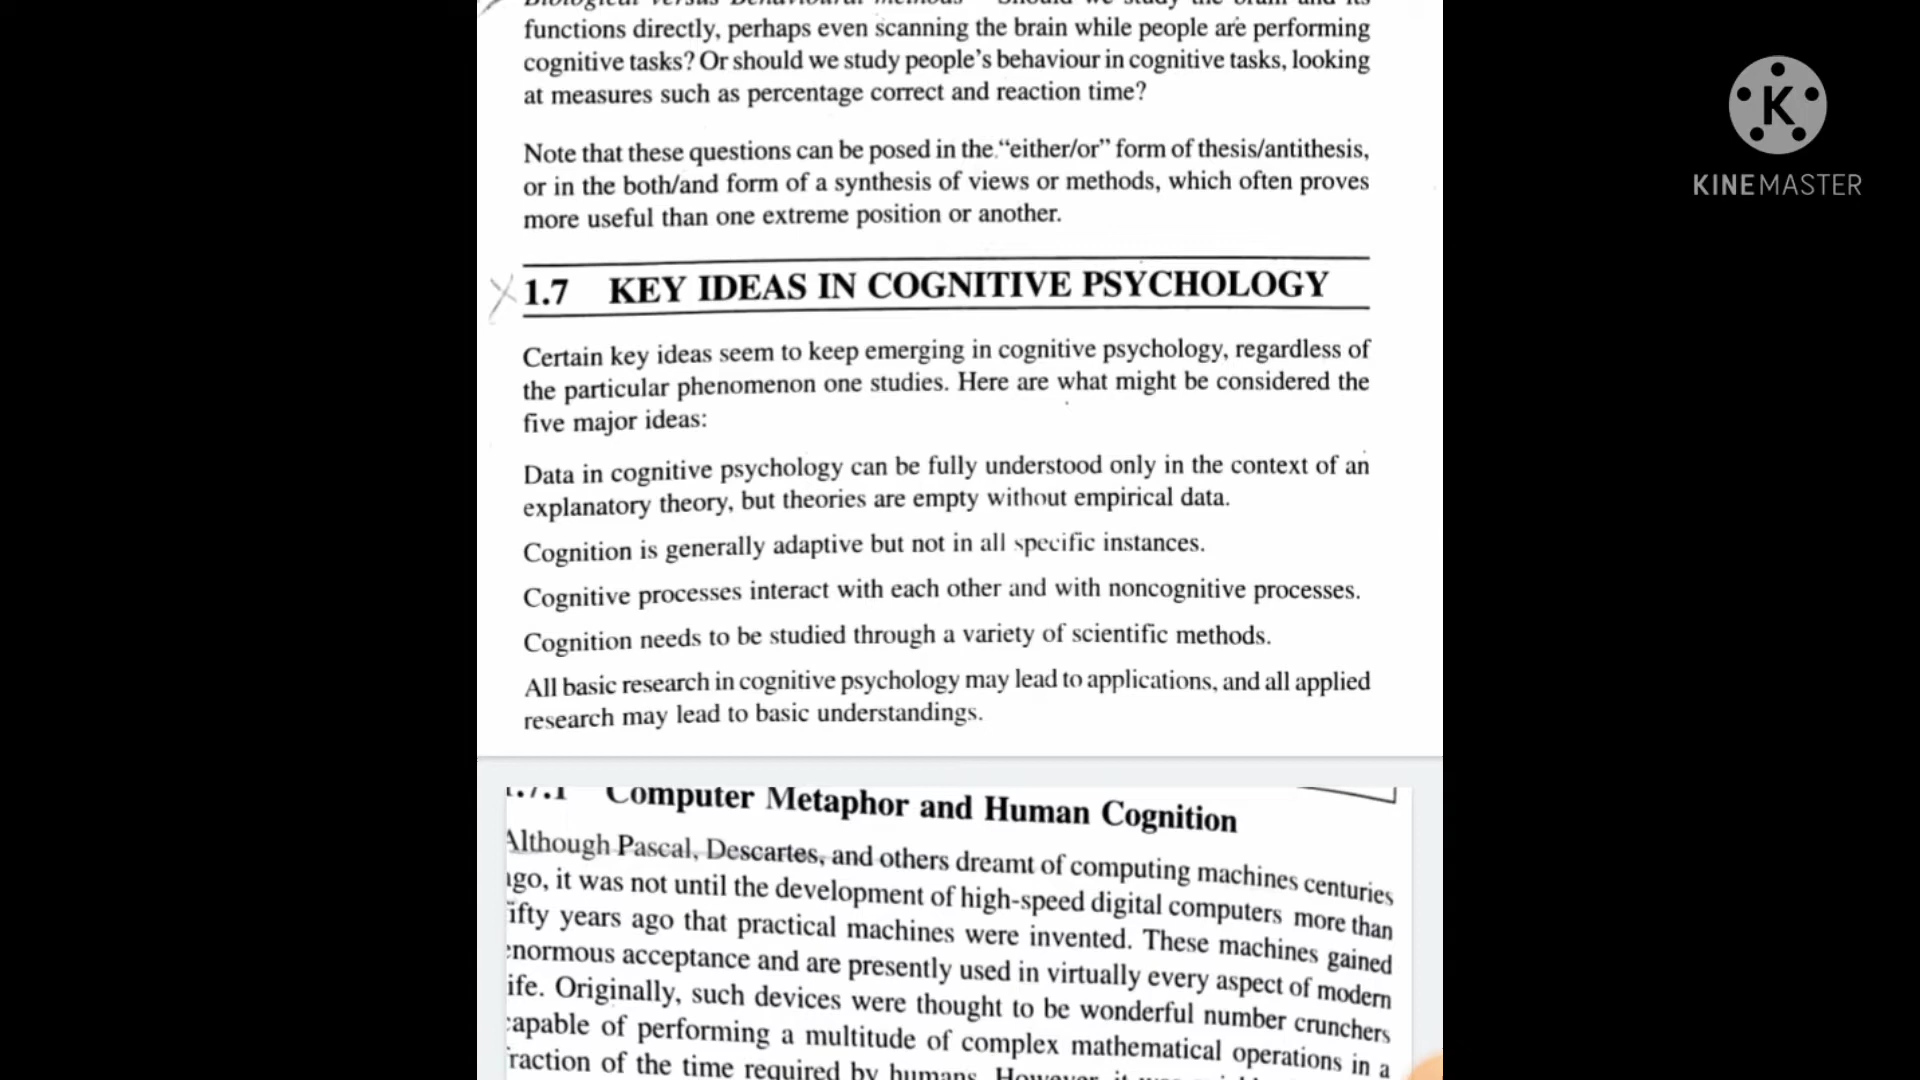 functions directly, perhaps even scanning the brain while people are performing
cognitive tasks? Or should we study people's behaviour in cognitive tasks, looking
at measures such as percentage correct and reaction time?
Note that these questions can be posed in the "either/or" form of thesis/antithesis,
or in the both/and form of a synthesis of views or methods, which often proves
more useful than one extreme position or another.
1.7 KEY IDEAS IN COGNITIVE PSYCHOLOGY
Certain key ideas seem to keep emerging in cognitive psychology, regardless of
the particular phenomenon one studies. Here are what might be considered the
five major ideas:
Data in cognitive psychology can be fully understood only in the context of an
explanatory theory, but theories are empty without empirical data.
Cognition is generally adaptive but not in all specific instances.
Cognitive processes interact with each other and with noncognitive processes.
Cognition needs to be studied through a variety of scientific methods.
All basic research in cognitive psychology may lead to applications, and all applied
research may lead to basic understandings.
1.7.1 Computer Metaphor and Human Cognition
Although Pascal, Descartes, and others dreamt of computing machines centuries
ago, it was not until the development of high-speed digital computers more than
fifty years ago that practical machines were invented. These machines gained
enormous acceptance and are presently used in virtually every aspect of modern
life. Originally, such devices were thought to be wonderful number crunchers
capable of performing a multitude of complex mathematical operations in a
fraction of the time required by humans. However, it was
K
KINEMASTER